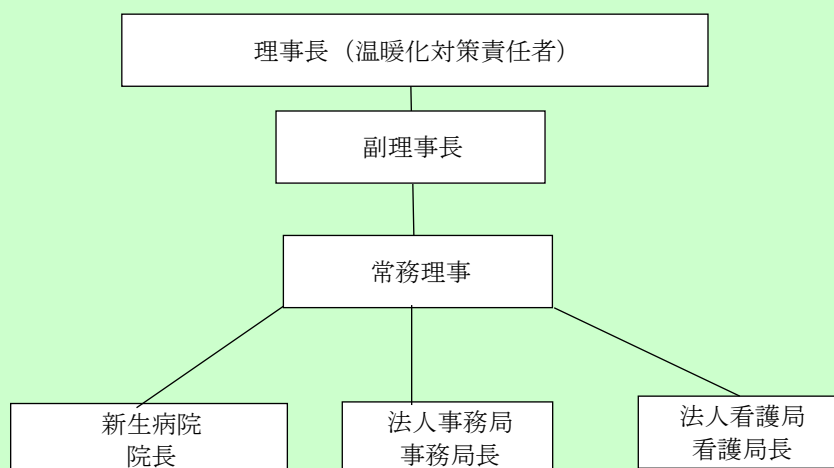 理事長（温暖化対策責任者）
副理事長
常務理事
新生病院
院長
法人事務局
事務局長
法人看護局
看護局長